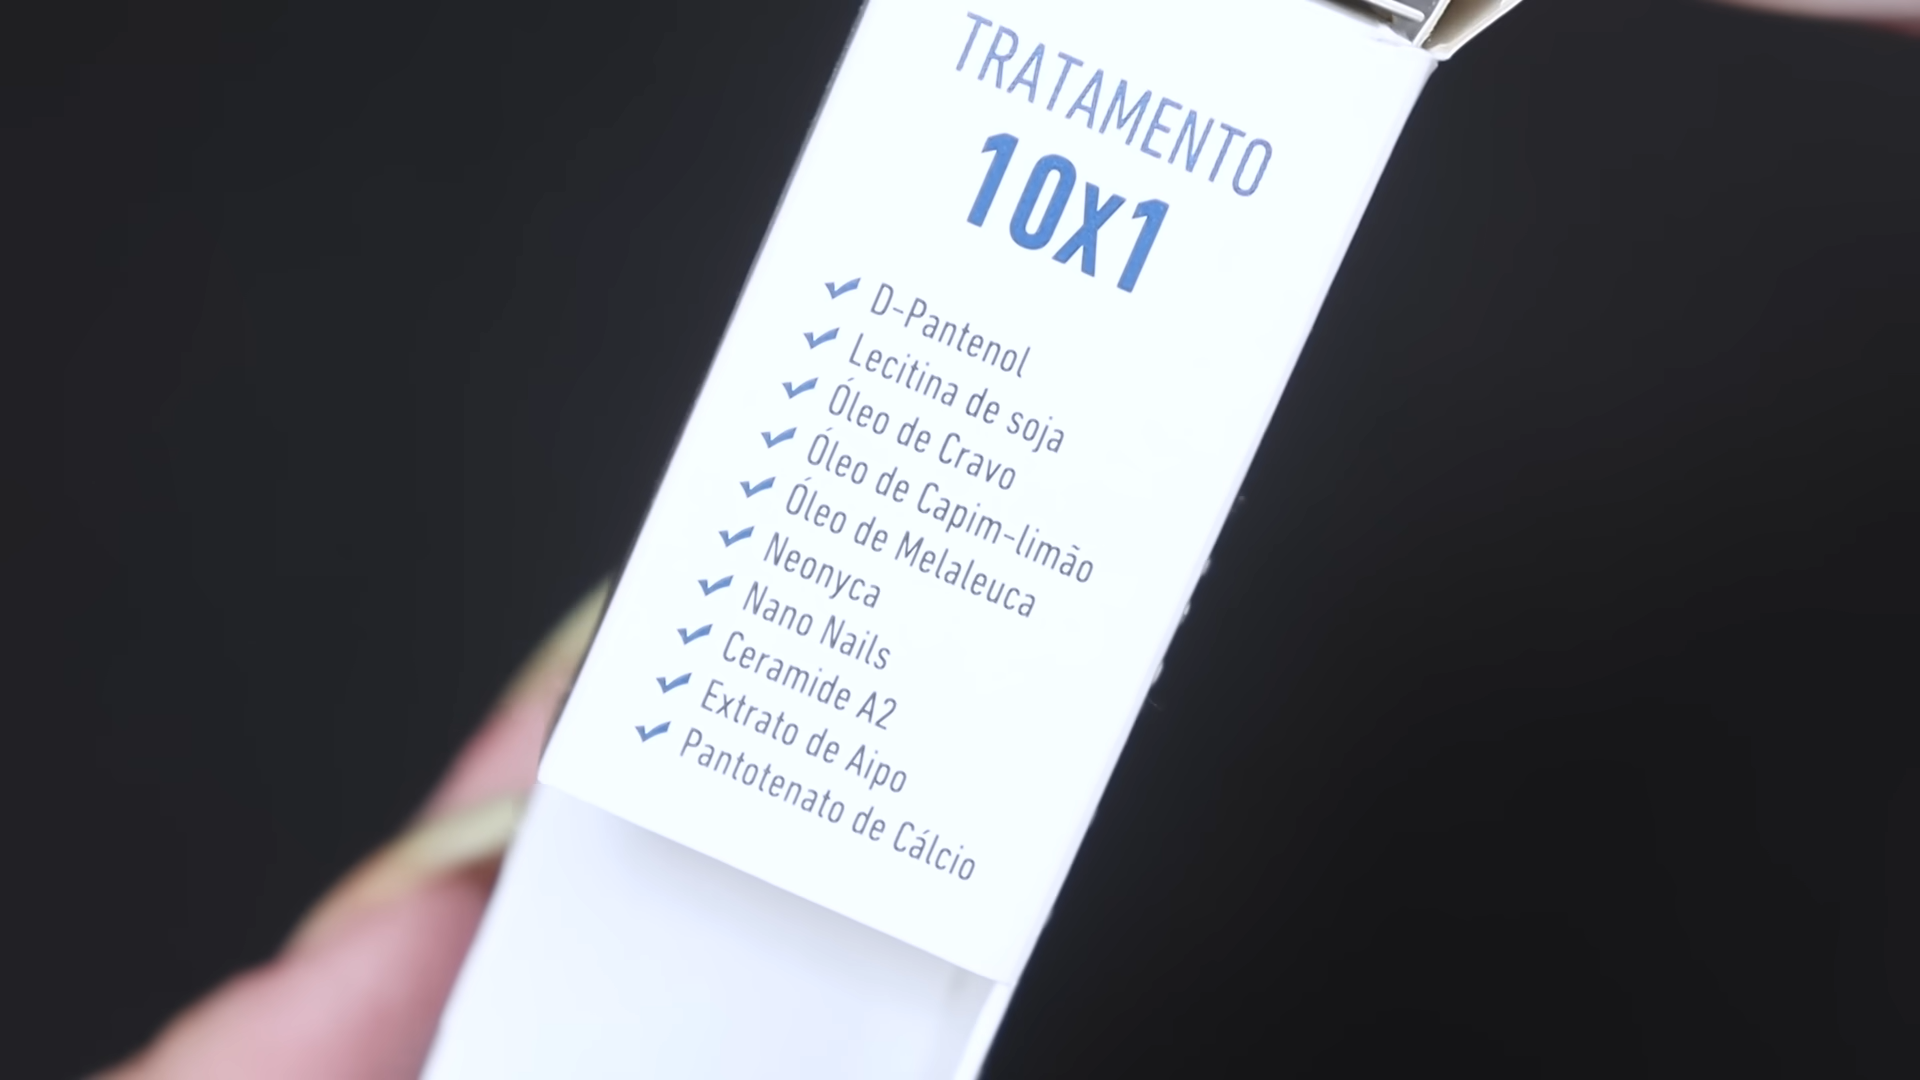 TRATAMENTO
10x1
D-Pantenol
Lecitina de soja
Óleo de Cravo
Óleo de Capim-limão
Óleo de Melaleuca
Neonyca
Nano Nails
Ceramide A2
Extrato de Aipo
Pantotenato de Cálcio